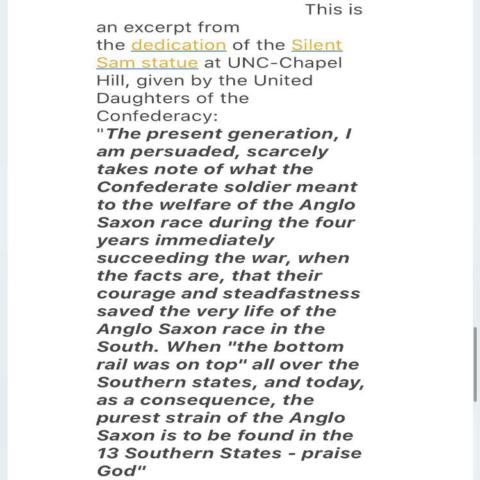 This is
an excerpt from
the dedication of the Silent
Sam statue at UNC-Chapel
Hill, given by the United
Daughters of the
Confederacy:
"The present generation, I
am persuaded, scarcely
takes note of what the
Confederate soldier meant
to the welfare of the Anglo
Saxon race during the four
years immediately
succeeding the war, when
the facts are, that their
courage and steadfastness
saved the very life of the
Anglo Saxon race in the
South. When "the bottom
rail was on top" all over the
Southern states, and today,
as a consequence, the
purest strain of the Anglo
Saxon is to be found in the
13 Southern States - praise
God"